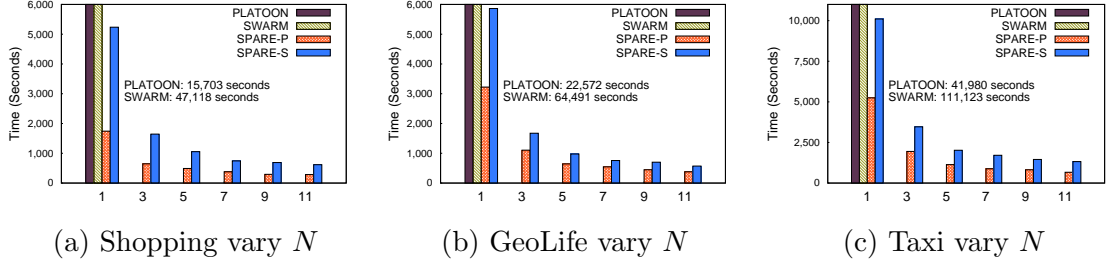 6,000
5,000
4,000
3,000
2,000
1,000
0
Time (Seconds)
PLATOON
SWARM
SPARE-P
SPARE-S
PLATOON: 15,703 seconds
SWARM: 47,118 seconds
1 3 5 7 9 11
(a) Shopping vary N
6,000
5,000
4,000
3,000
2,000
1,000
0
Time (Seconds)
PLATOON
SWARM
SPARE-P
SPARE-S
PLATOON: 22,572 seconds
SWARM: 64,491 seconds
1 3 5 7 9 11
(b) GeoLife vary N
10,000
7,500
5,000
2,500
0
Time (Seconds)
PLATOON
SWARM
SPARE-P
SPARE-S
PLATOON: 41,980 seconds
SWARM: 111,123 seconds
1 3 5 7 9 11
(c) Taxi vary N